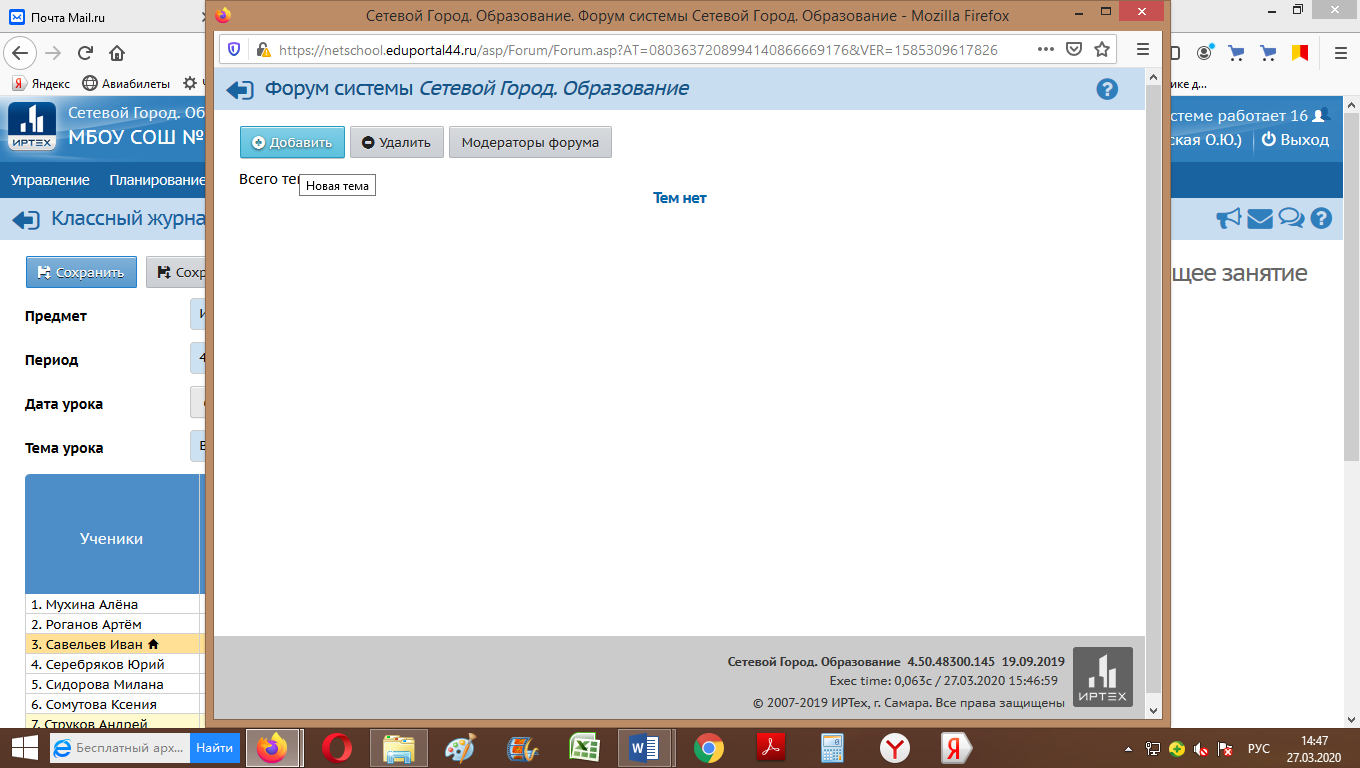 Почта Mail.ru
Сетевой Город. Образование. Форум системы Сетевой Город. Образование - Mozilla Firefox
https://netschool.eduportal44.ru/asp/Forum/Forum.asp?AT=0803637208994140866669176&VER=1585309617826
Яндекс Авиабилеты
ике д...
Форум системы Сетевой Город. Образование
Сетевой Город. Об
МБОУ СОШ №
ИРТЕХ
стеме работает 16
ская О.Ю.) Выход
Добавить Удалить Модераторы форума
Управление Планирование
Всего тем
Новая тема
Тем нет
Классный журна
Сохранить Сохр
щее занятие
Предмет И
Период 4
Дата урока
Тема урока В
Ученики
1. Мухина Алёна
2. Роганов Артём
3. Савельев Иван
4. Серебряков Юрий
5. Сидорова Милана
6. Сомутова Ксения
7. Струков Андрей
Сетевой Город. Образование 4.50.48300.145 19.09.2019
Exec time: 0,063с / 27.03.2020 15:46:59
© 2007-2019 ИРТех, г. Самара. Все права защищены
ИРТЕХ
Бесплатный арх... Найти
РУС
14:47
27.03.2020